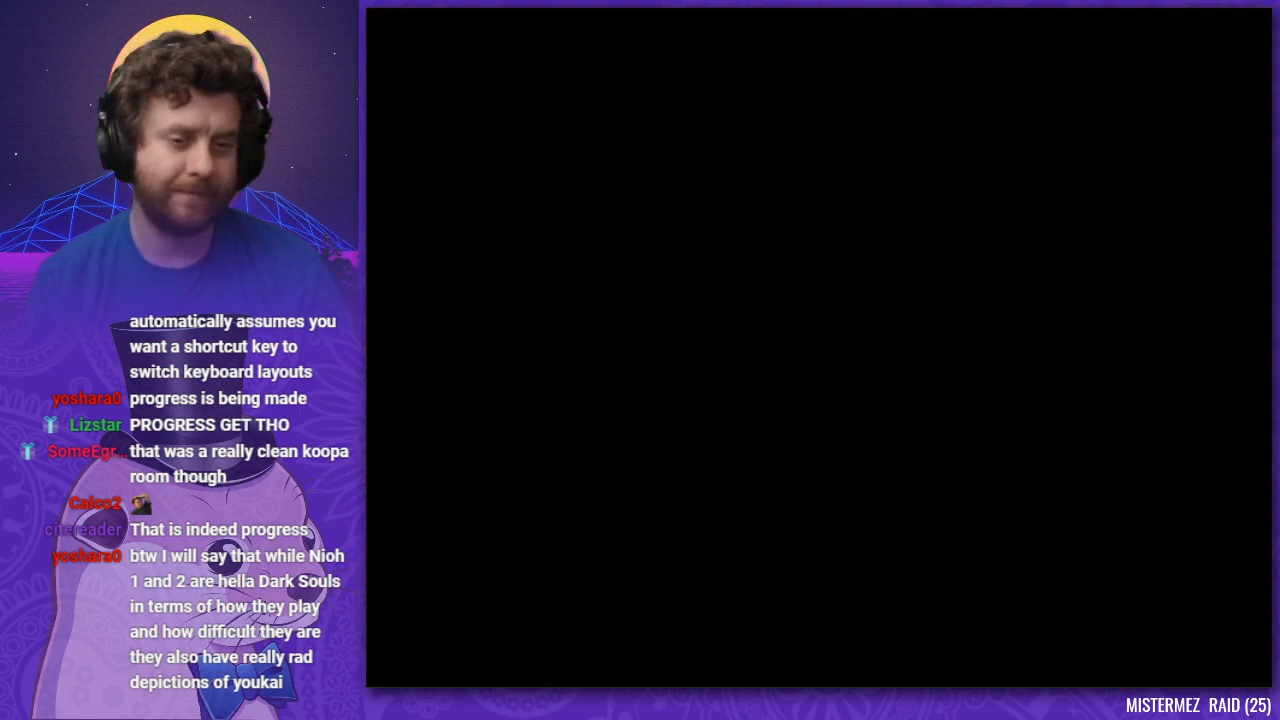 automatically assumes you
want a shortcut key to
switch keyboard layouts
yoshara0 progress is being made
Lizstar PROGRESS GET THO
SomeEgr... that was a really clean koopa
room though
Calco2
citereader That is indeed progress
yoshara0 btw I will say that while Nioh
1 and 2 are hella Dark Souls
in terms of how they play
and how difficult they are
they also have really rad
depictions of youkai
MISTERMEZ RAID (25)